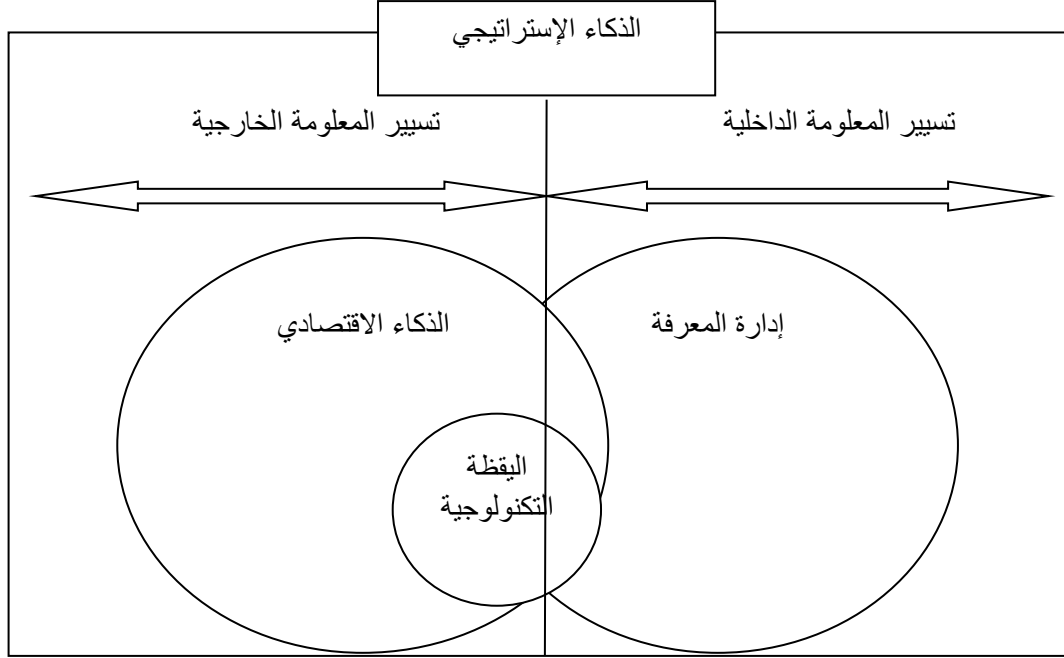 الذكاء الإستراتيجي
تسيير المعلومة الداخلية
تسيير المعلومة الخارجية
إدارة المعرفة
الذكاء الاقتصادي
اليقظة
التكنولوجية